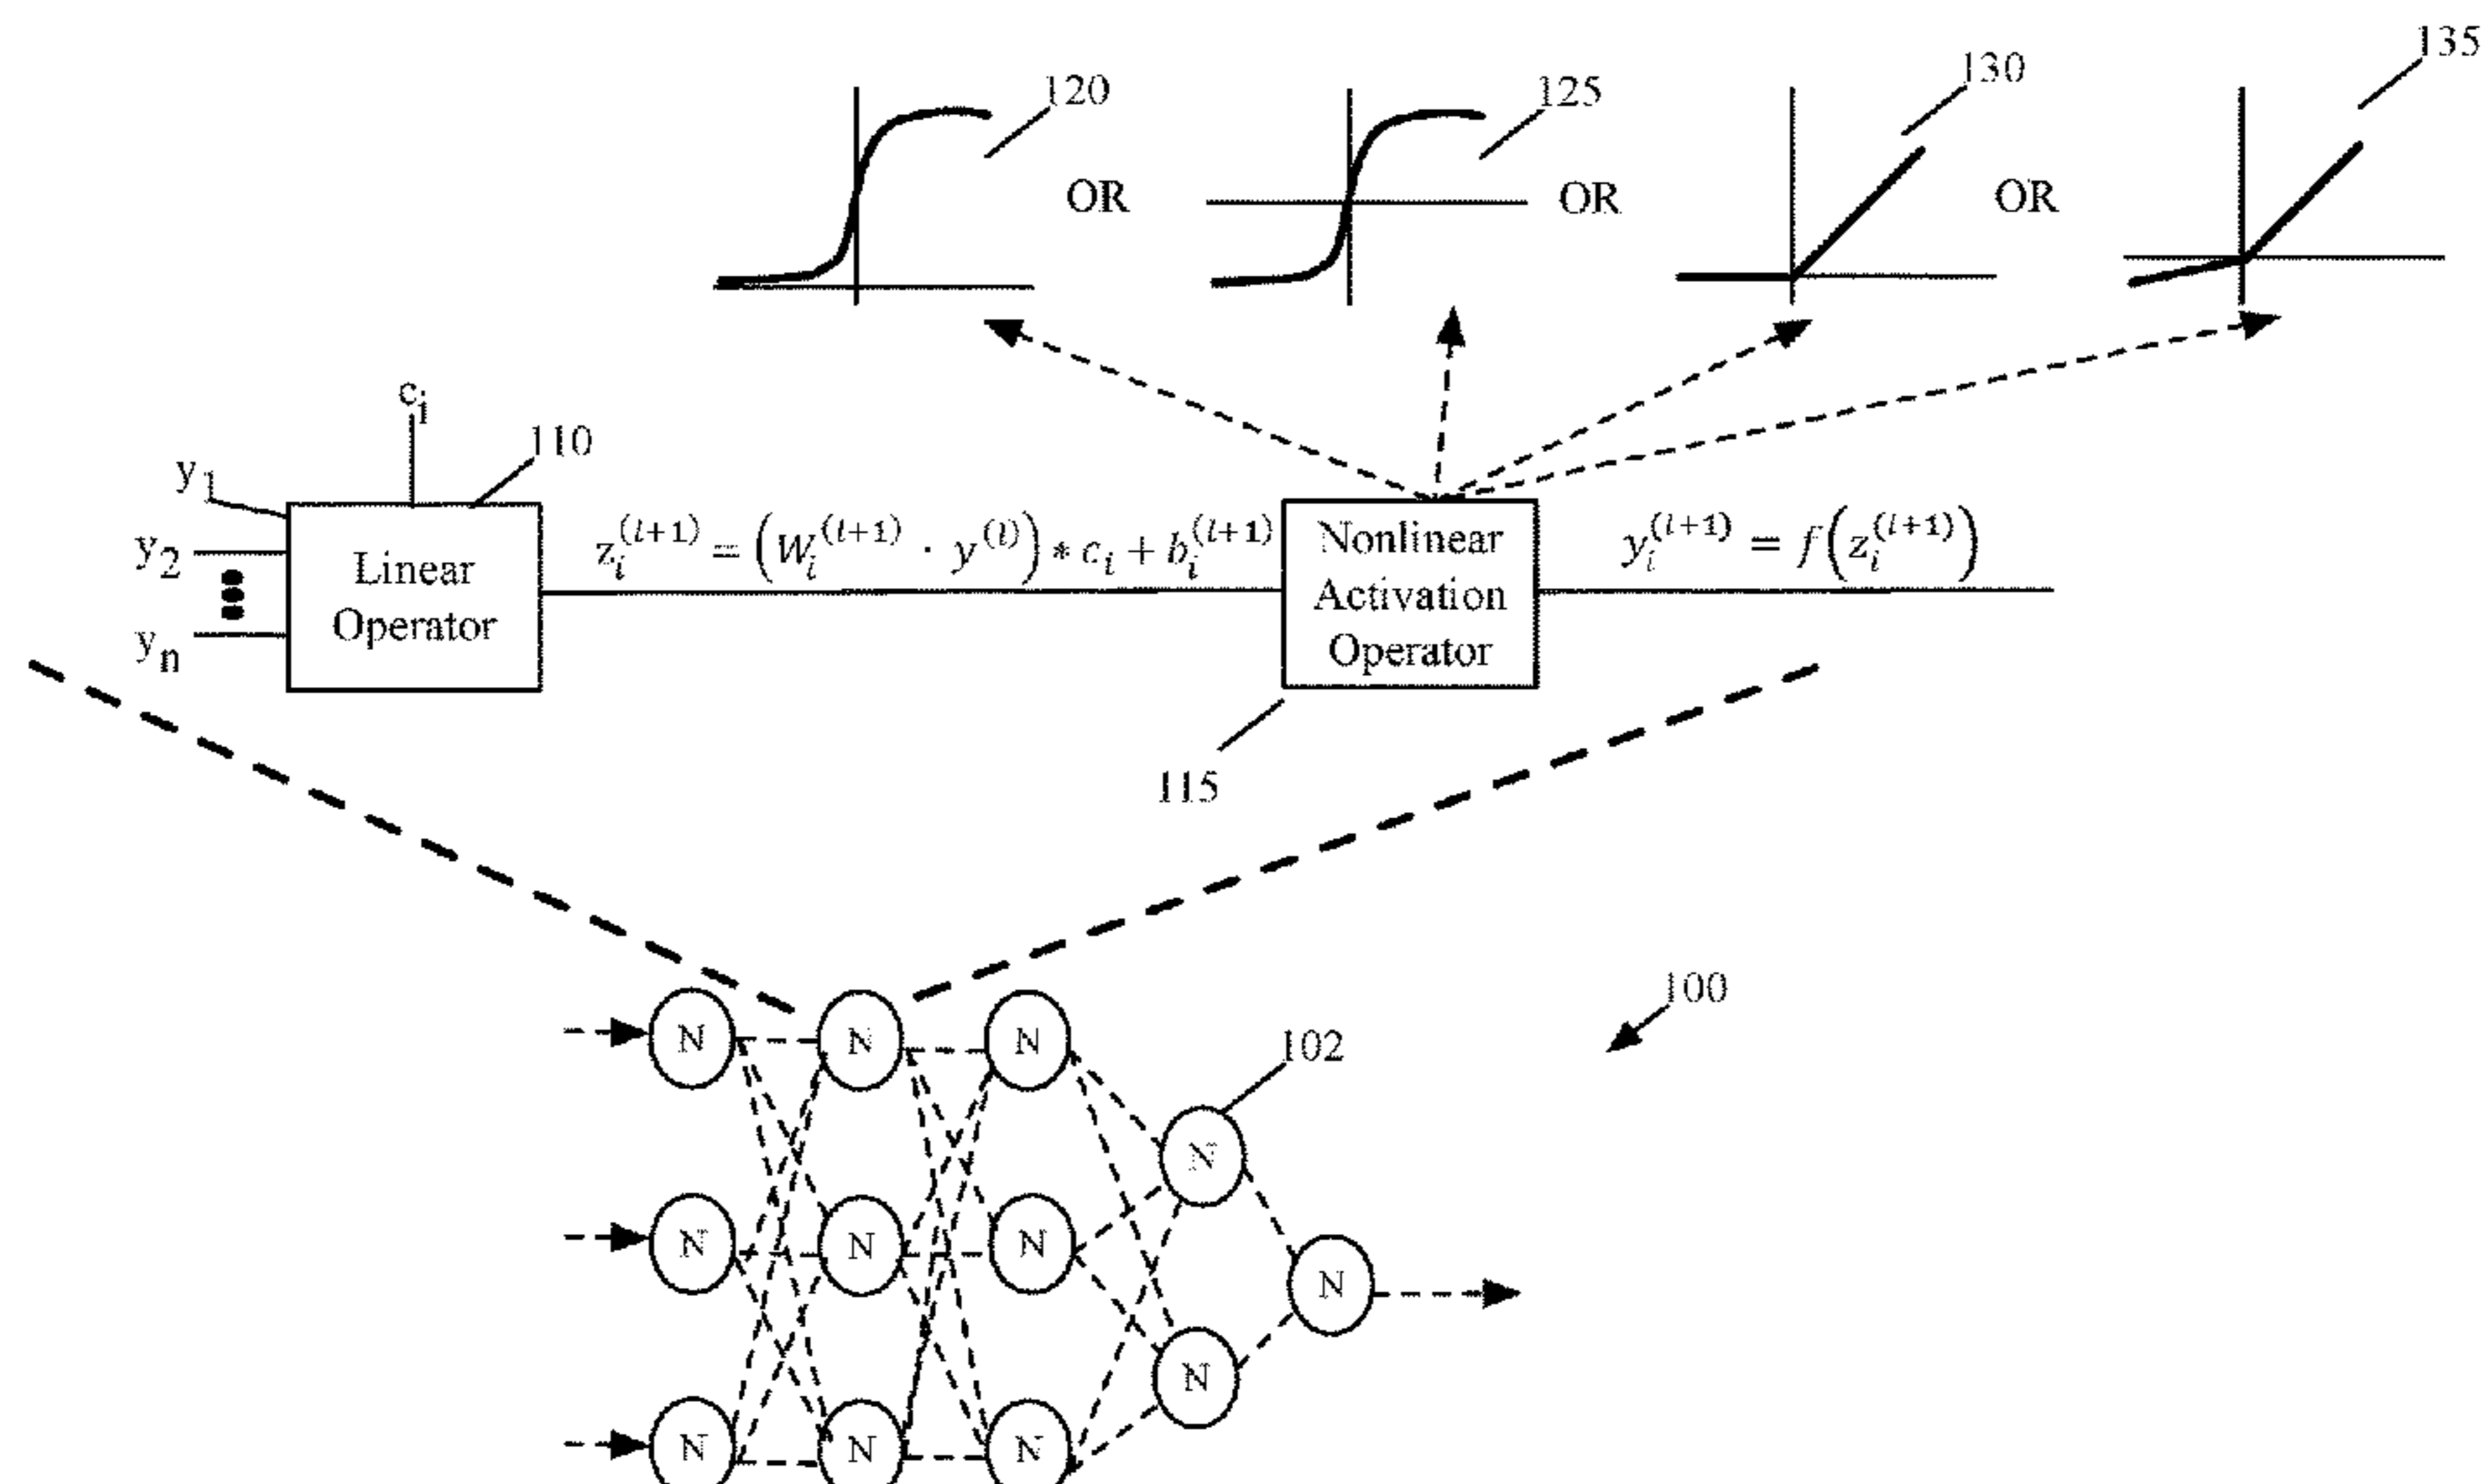 135
130
120
125
OR
OR
OR
c_i
110
y_1
y_2
y_n
Linear
Operator
z_i^{(l+1)} = (W_i^{(l+1)} · y^{(l)}) * c_i + b_i^{(l+1)}
Nonlinear
Activation
Operator
y_i^{(l+1)} = f(z_i^{(l+1)})
115
100
102
N N N
N
N N N
N
N
N N N